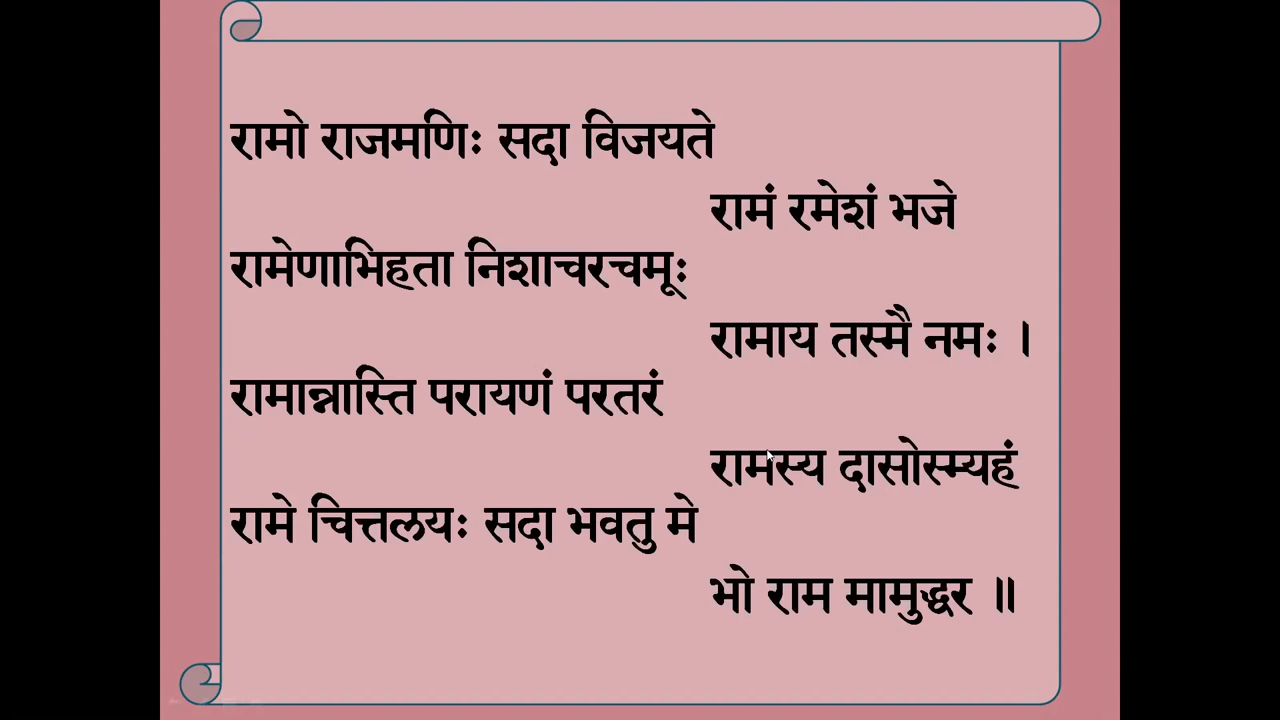 रामो राजमणिः सदा विजयते
रामं रमेशं भजे
रामेणाभिहता निशाचरचमूः
रामाय तस्मै नमः ।
रामान्नास्ति परायणं परतरं
रामस्य दासोस्म्यहं
रामे चित्तलयः सदा भवतु मे
भो राम मामुद्धर ॥